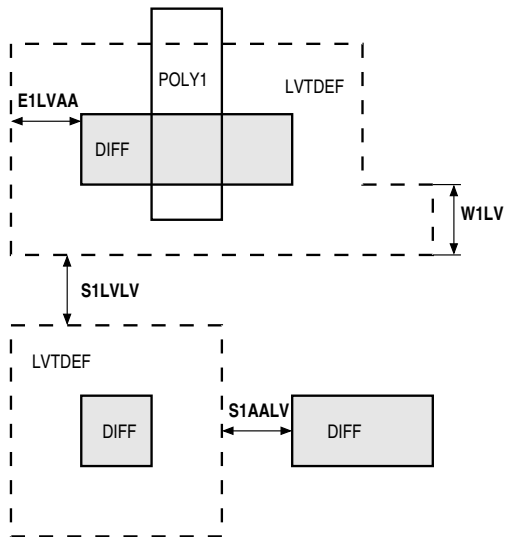 POLY1
LVTDEF
E1LVAA
DIFF
W1LV
S1LVLV
LVTDEF
S1AALV
DIFF
DIFF